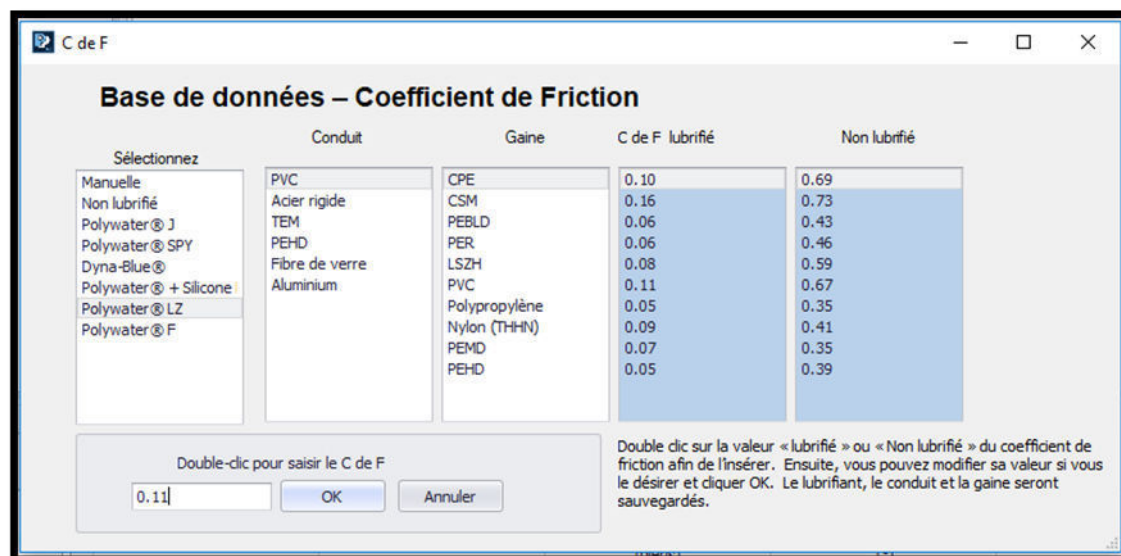 C de F
Base de données – Coefficient de Friction
Sélectionnez
Manuelle
Non lubrifié
Polywater® J
Polywater® SPY
Dyna-Blue®
Polywater® + Silicone
Polywater® LZ
Polywater® F
Conduit
PVC
Acier rigide
TEM
PEHD
Fibre de verre
Aluminium
Gaine
CPE
CSM
PEBLD
PER
LSZH
PVC
Polypropylène
Nylon (THHN)
PEMD
PEHD
C de F lubrifié
0.10
0.16
0.06
0.06
0.08
0.11
0.05
0.09
0.07
0.05
Non lubrifié
0.69
0.73
0.43
0.46
0.59
0.67
0.35
0.41
0.35
0.39
Double-clic pour saisir le C de F
0.11
OK
Annuler
Double clic sur la valeur « lubrifié » ou « Non lubrifié » du coefficient de
friction afin de l'insérer. Ensuite, vous pouvez modifier sa valeur si vous
le désirer et cliquer OK. Le lubrifiant, le conduit et la gaine seront
sauvegardés.